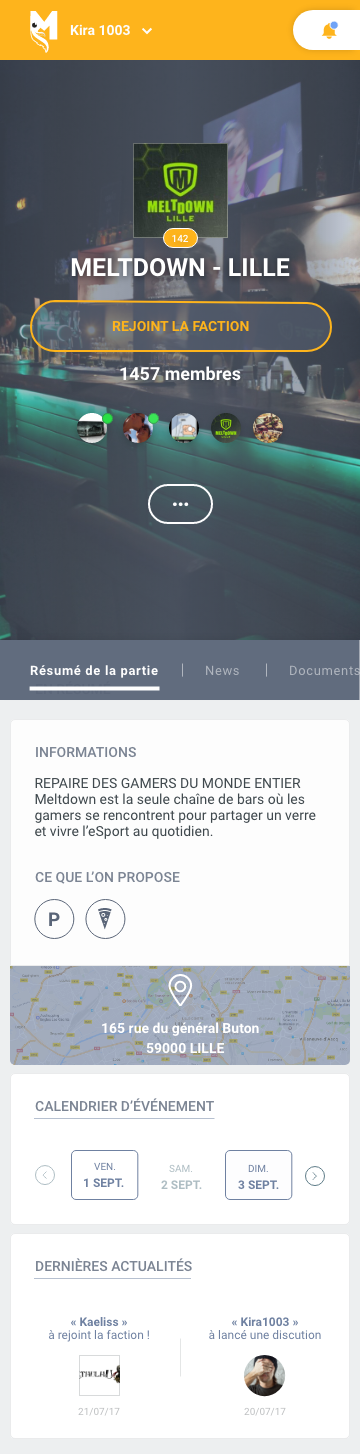 Kira 1003
MELTDOWN
LILLE
142
MELTDOWN - LILLE
REJOINT LA FACTION
1457 membres
...
Résumé de la partie | News | Documents
INFORMATIONS
REPAIRE DES GAMERS DU MONDE ENTIER
Meltdown est la seule chaîne de bars où les
gamers se rencontrent pour partager un verre
et vivre l'eSport au quotidien.
CE QUE L'ON PROPOSE
P
165 rue du général Buton
59000 LILLE
CALENDRIER D'ÉVÉNEMENT
VEN. SAM. DIM.
1 SEPT. 2 SEPT. 3 SEPT.
DERNIÈRES ACTUALITÉS
« Kaeliss » « Kira1003 »
à rejoint la faction ! à lancé une discution
21/07/17 20/07/17